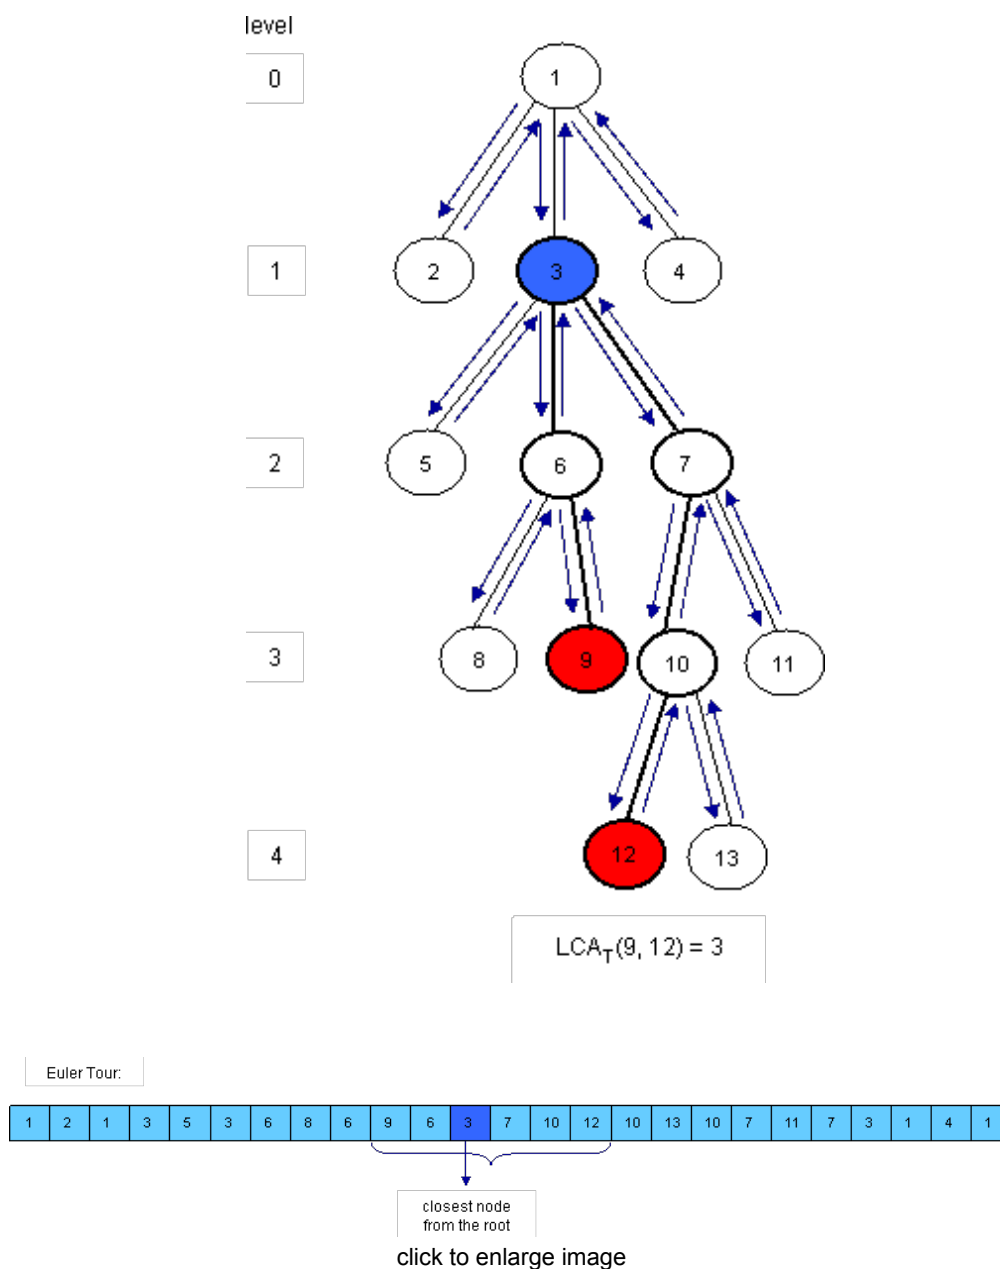 level
0
1
1
2
3
4
2
5
6
7
3
8
9
10
11
4
12
13
LCA_T(9, 12) = 3
Euler Tour:
1 2 1 3 5 3 6 8 6 9 6 3 7 10 12 10 13 10 7 11 7 3 1 4 1
closest node
from the root
click to enlarge image